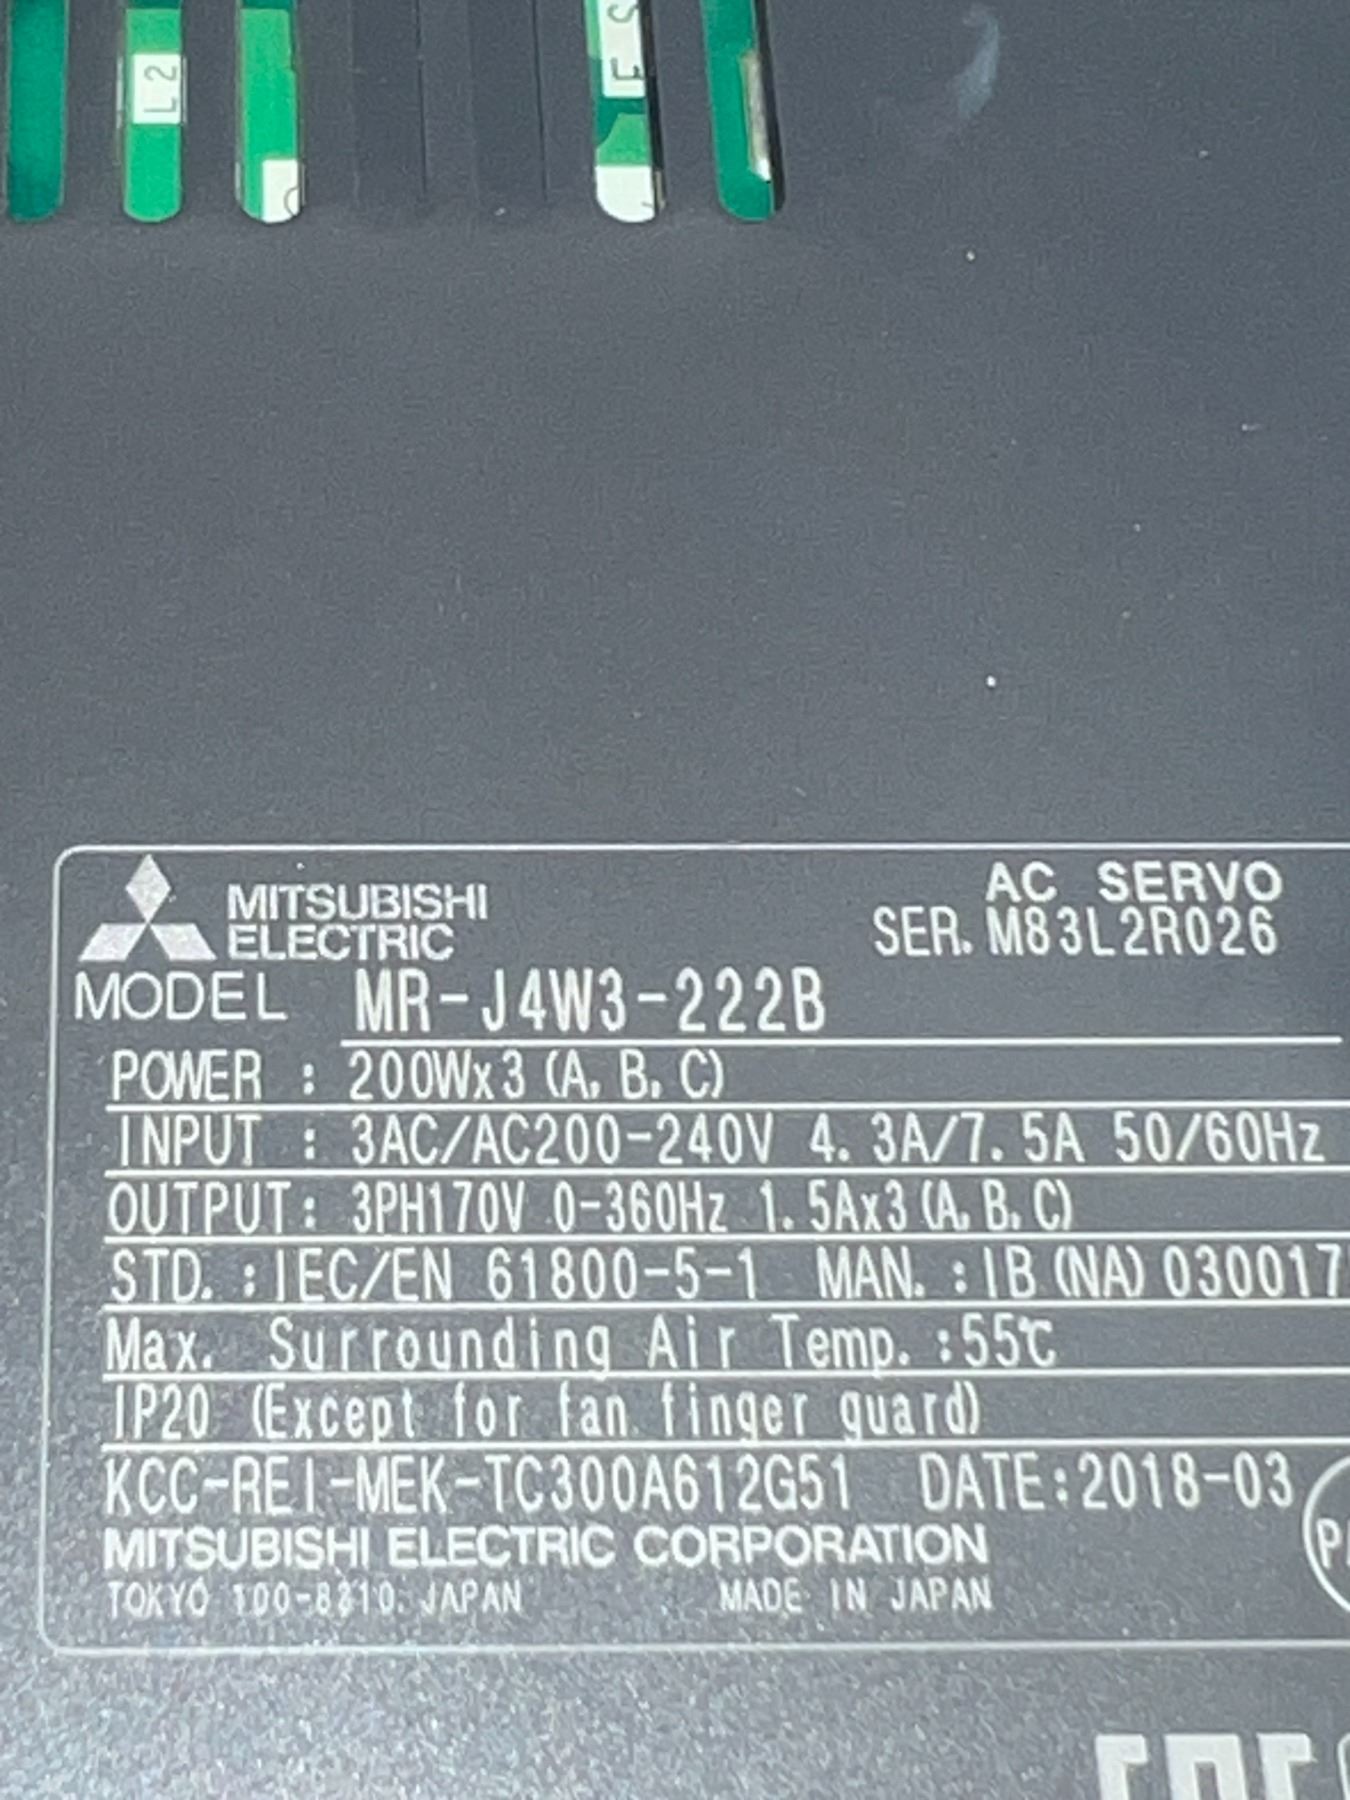 L2
MITSUBISHI
ELECTRIC
AC SERVO
SER. M83L2R026
MODEL MR-J4W3-222B
POWER : 200Wx3 (A, B, C)
INPUT : 3AC/AC200-240V 4.3A/7.5A 50/60Hz
OUTPUT: 3PH170V 0-360Hz 1.5Ax3 (A, B, C)
STD. : IEC/EN 61800-5-1 MAN. : IB (NA) 030017
Max. Surrounding Air Temp. :55℃
IP20 (Except for fan finger guard)
KCC-REI-MEK-TC300A612G51 DATE:2018-03
MITSUBISHI ELECTRIC CORPORATION
TOKYO 100-8310, JAPAN MADE IN JAPAN